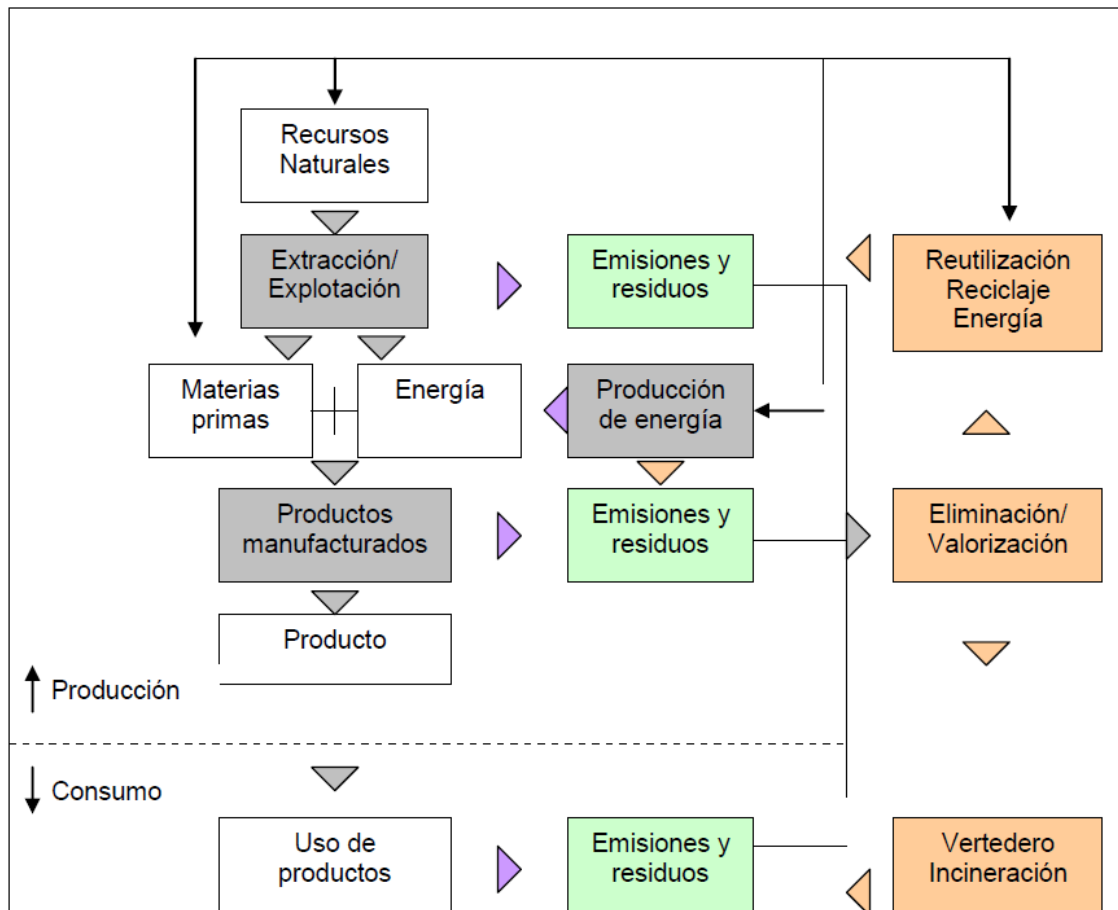 Recursos
Naturales
Extracción/
Explotación
Emisiones y
residuos
Reutilización
Reciclaje
Energía
Materias
primas
Energía
Producción
de energía
Productos
manufacturados
Emisiones y
residuos
Eliminación/
Valorización
Producto
Producción
Consumo
Uso de
productos
Emisiones y
residuos
Vertedero
Incineración